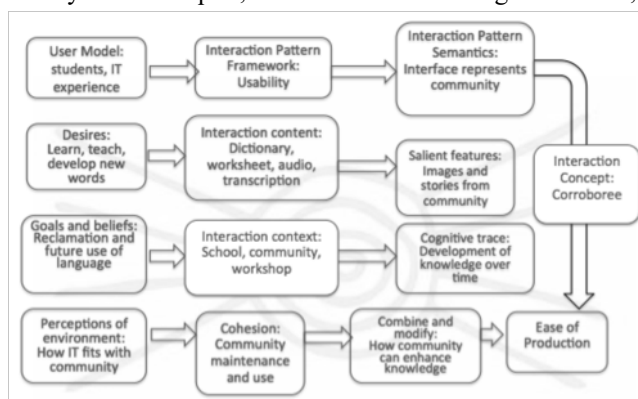 User Model:
students, IT
experience
Interaction Pattern
Framework:
Usability
Interaction Pattern
Semantics:
Interface represents
community
Desires:
Learn, teach,
develop new
words
Interaction content:
Dictionary,
worksheet, audio,
transcription
Salient features:
Images and
stories from
community
Interaction
Concept:
Corroboree
Goals and beliefs:
Reclamation and
future use of
language
Interaction context:
School, community,
workshop
Cognitive trace:
Development of
knowledge over
time
Perceptions of
environment:
How IT fits with
community
Cohesion:
Community
maintenance
and use
Combine and
modify:
How community
can enhance
knowledge
Ease of
Production